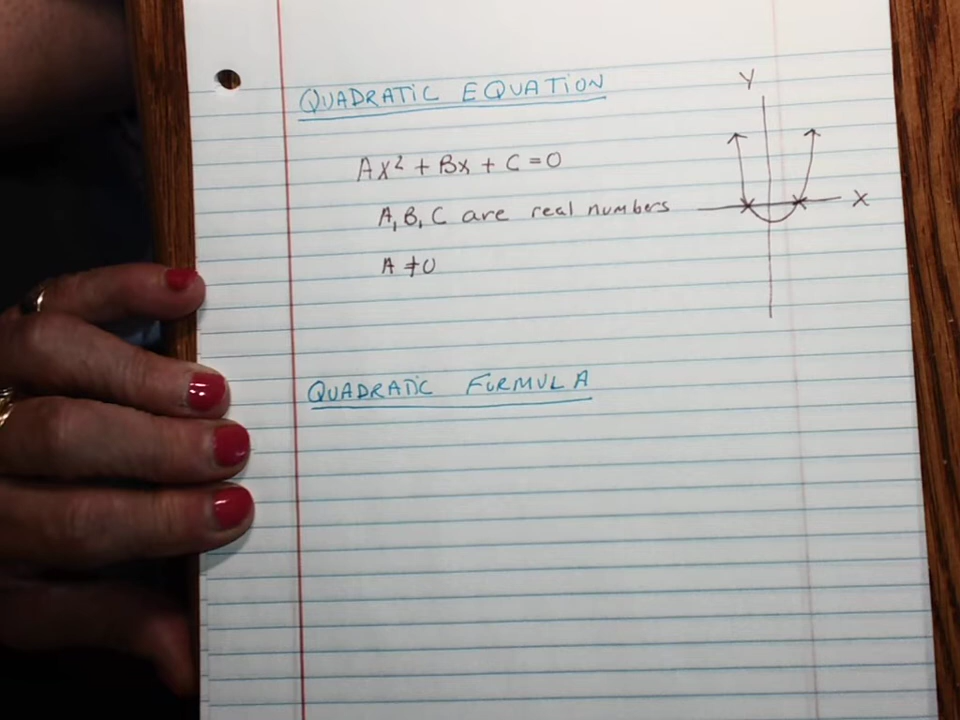 QUADRATIC EQUATION
Y
Ax² + Bx + C = 0
A, B, C are real numbers
X
A ≠ 0
QUADRATIC FORMULA